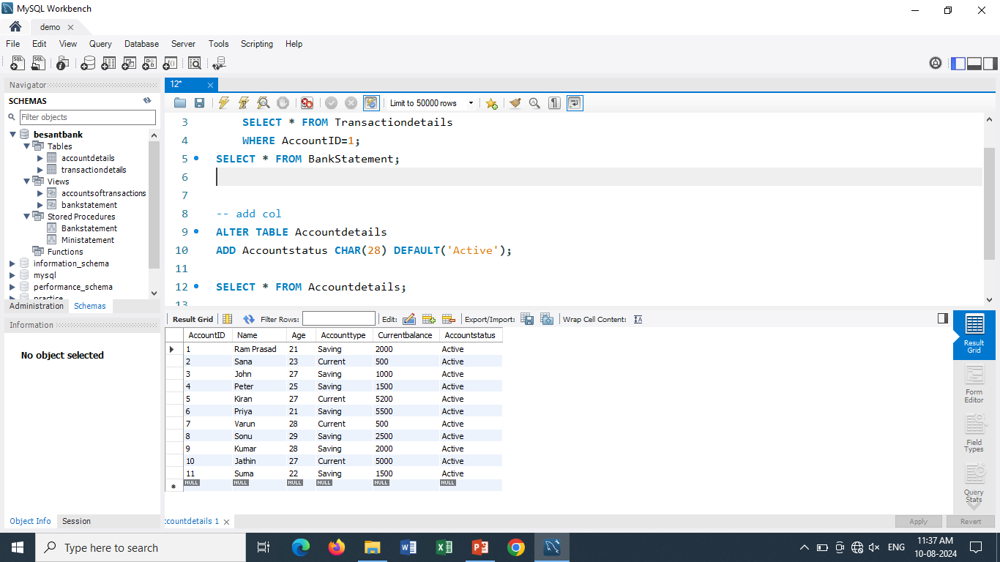 MySQL Workbench
demo
File Edit View Query Database Server Tools Scripting Help
Navigator
SCHEMAS
Filter objects
besantbank
Tables
accountdetails
transactiondetails
Views
accountsoftransactions
bankstatement
Stored Procedures
Bankstatement
Ministatement
Functions
information_schema
mysql
performance_schema
practice
Administration Schemas
Information
No object selected
Object Info Session
12*
Limit to 50000 rows
3 SELECT * FROM Transactiondetails
4 WHERE AccountID=1;
5 SELECT * FROM BankStatement;
6
7
8 -- add col
9 ALTER TABLE Accountdetails
10 ADD Accountstatus CHAR(28) DEFAULT('Active');
11
12 SELECT * FROM Accountdetails;
13
Result Grid Filter Rows: Edit: Export/Import: Wrap Cell Content:
AccountID Name Age Accounttype Currentbalance Accountstatus
1 Ram Prasad 21 Saving 2000 Active
2 Sana 23 Current 500 Active
3 John 27 Saving 1000 Active
4 Peter 25 Saving 1500 Active
5 Kiran 27 Current 5200 Active
6 Priya 21 Saving 5500 Active
7 Varun 28 Current 500 Active
8 Sonu 29 Saving 2500 Active
9 Kumar 28 Saving 2000 Active
10 Jathin 27 Current 5000 Active
11 Suma 22 Saving 1500 Active
NULL NULL NULL NULL NULL NULL
Result
Grid
Form
Editor
Field
Types
Query
Stats
countdetails 1
Apply Revert
Type here to search
ENG
11:37 AM
10-08-2024